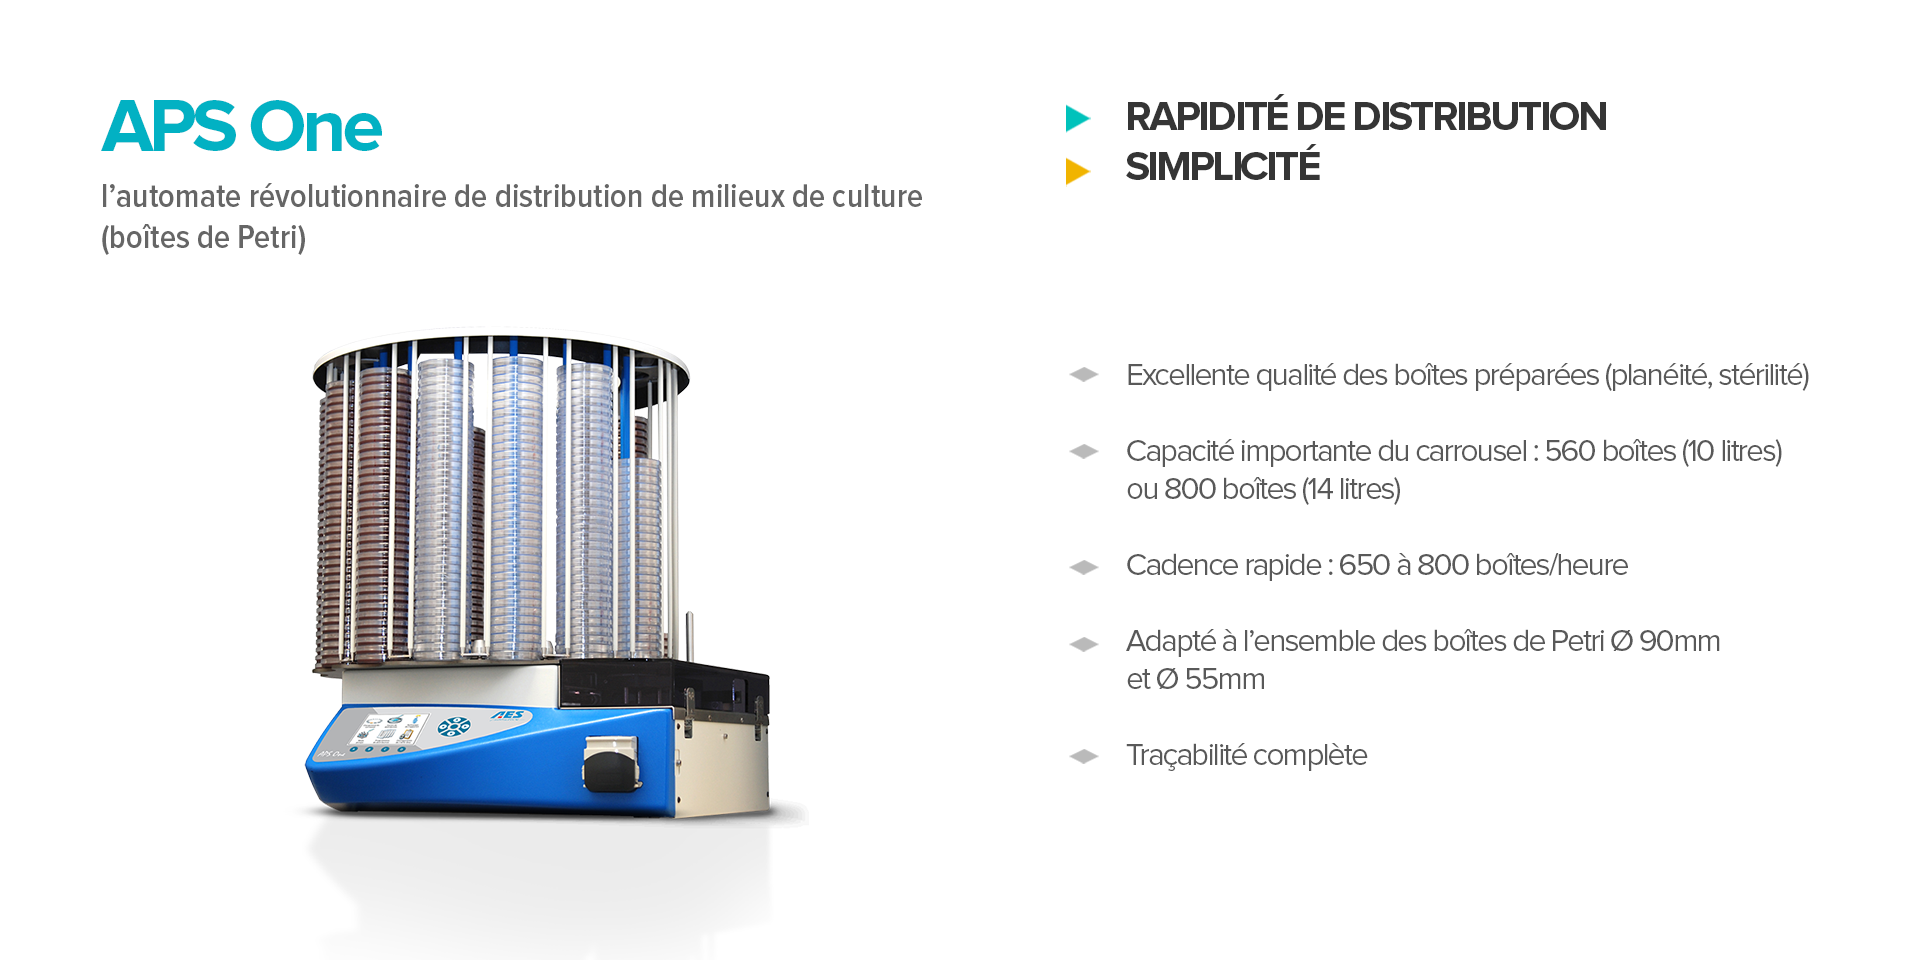 APS One
l’automate révolutionnaire de distribution de milieux de culture
(boîtes de Petri)
RAPIDITÉ DE DISTRIBUTION
SIMPLICITÉ
Excellente qualité des boîtes préparées (planéité, stérilité)
Capacité importante du carrousel : 560 boîtes (10 litres)
ou 800 boîtes (14 litres)
Cadence rapide : 650 à 800 boîtes/heure
Adapté à l’ensemble des boîtes de Petri Ø 90mm
et Ø 55mm
Traçabilité complète
AES
APS One